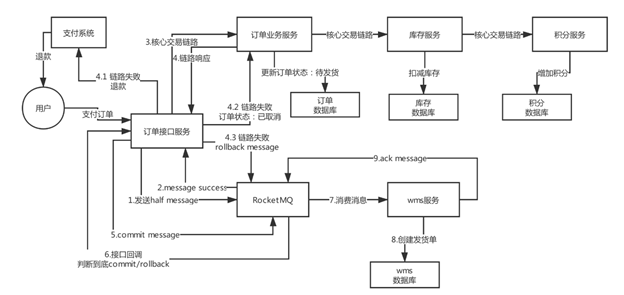 支付系统
订单业务服务
库存服务
积分服务
3.核心交易链路
核心交易链路
核心交易链路
退款
4.链路响应
4.1 链路失败
退款
更新订单状态：待发货
扣减库存
增加积分
用户
支付订单
4.2 链路失败
订单状态：已取消
订单
数据库
库存
数据库
积分
数据库
订单接口服务
4.3 链路失败
rollback message
9.ack message
2.message success
1.发送half message
RocketMQ
7.消费消息
wms服务
5.commit message
6.接口回调
判断到底commit/rollback
8.创建发货单
wms
数据库